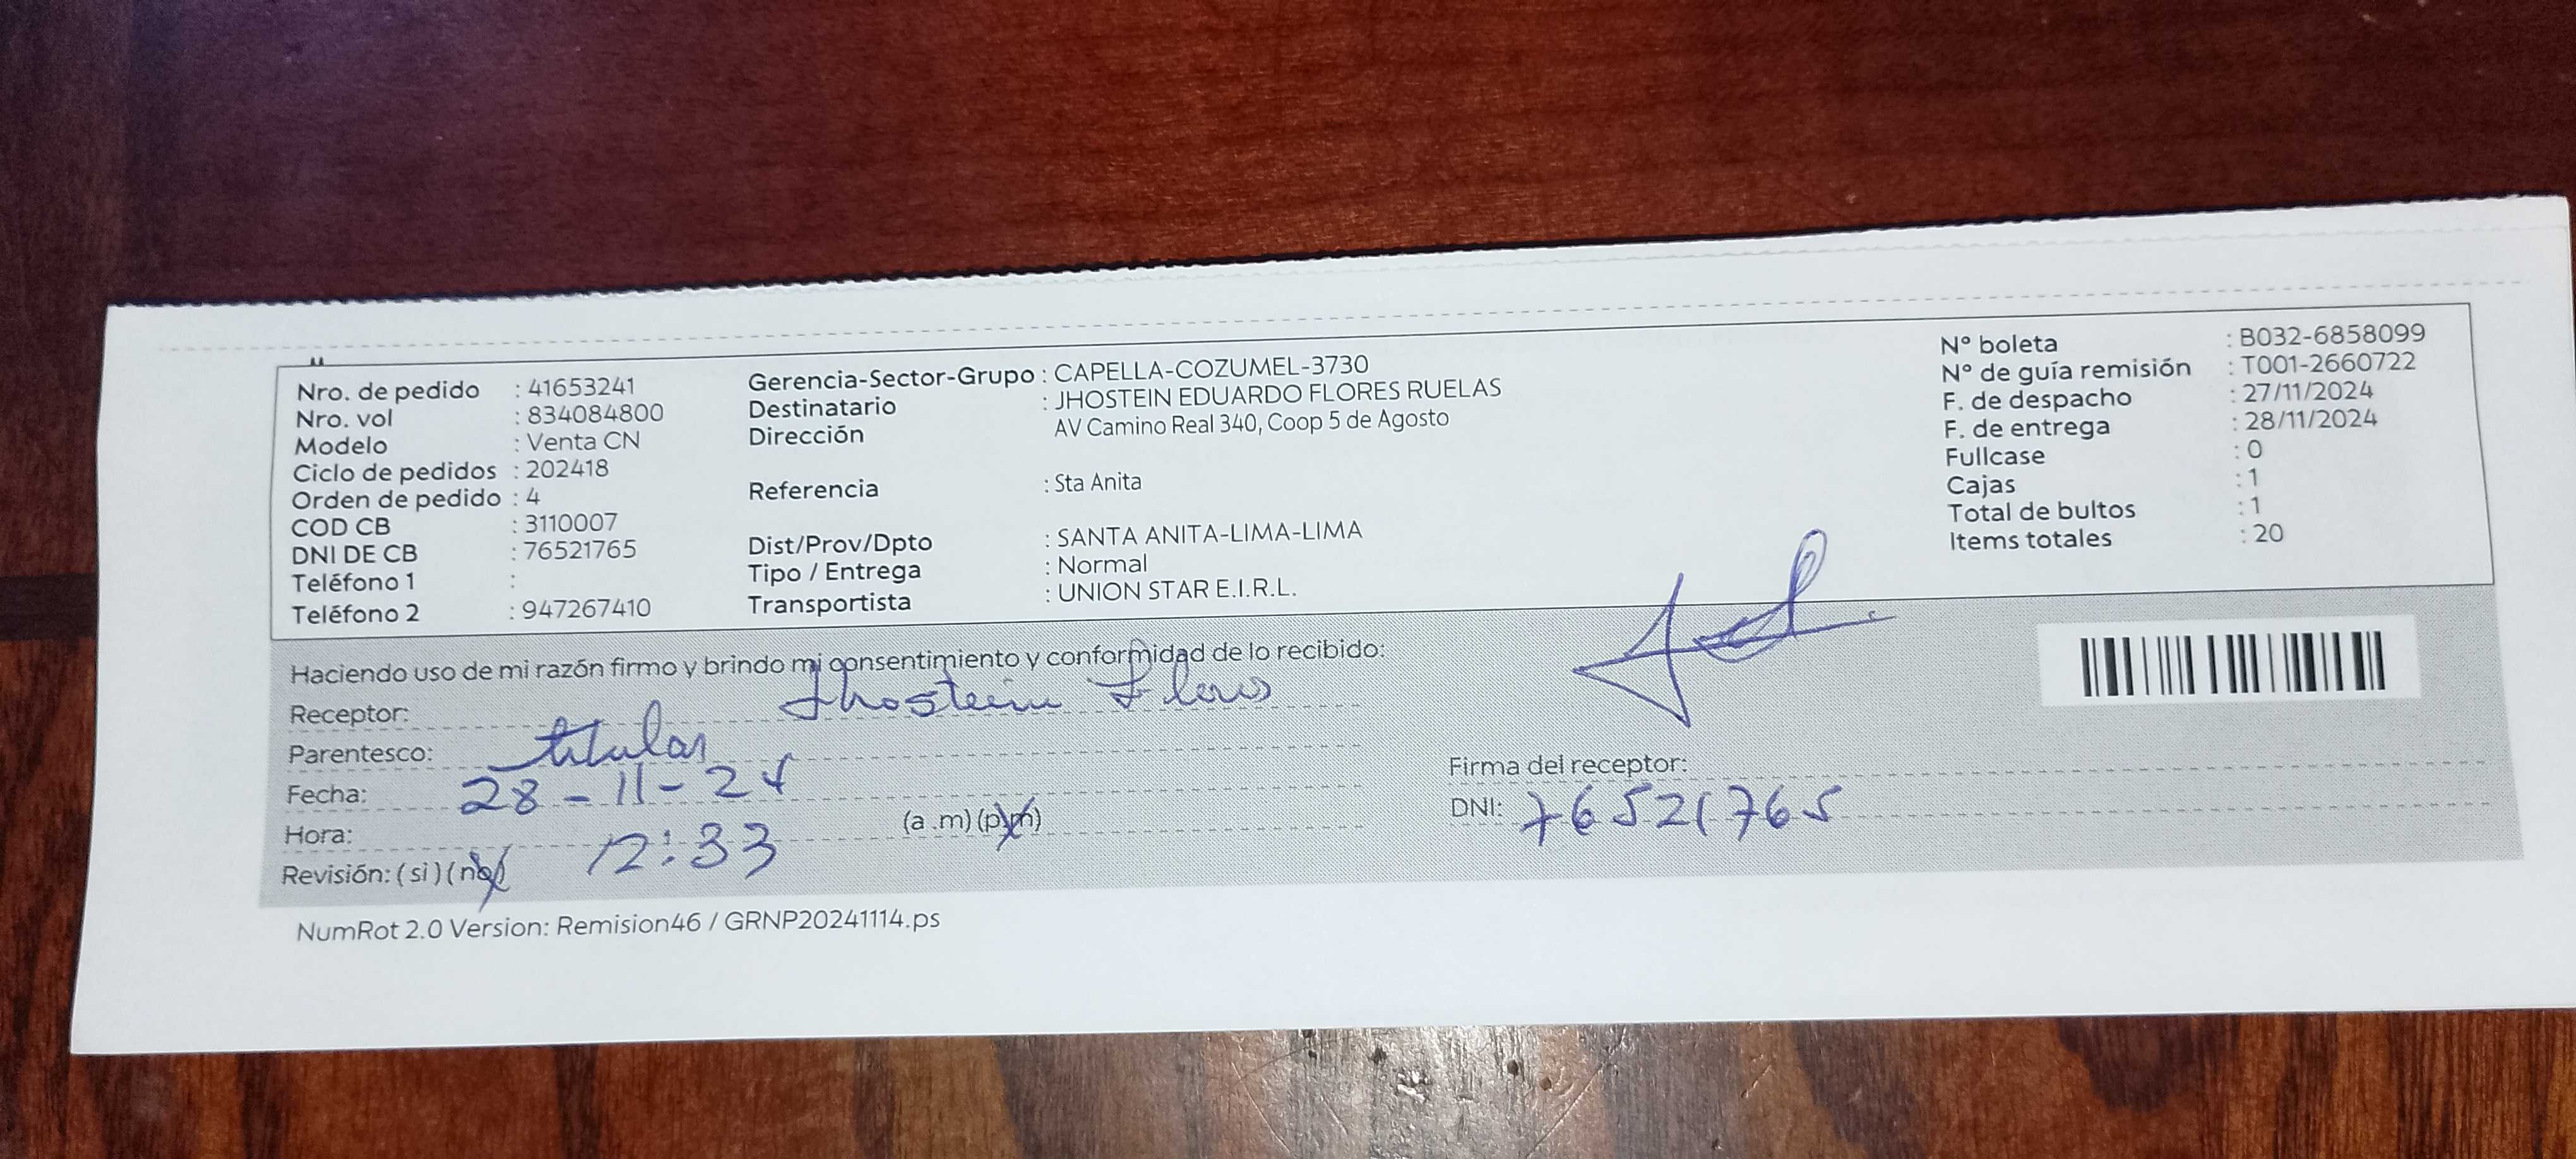 Nro. de pedido : 41653241
Nro. vol : 834084800
Modelo : Venta CN
Ciclo de pedidos : 202418
Orden de pedido : 4
COD CB : 3110007
DNI DE CB : 76521765
Teléfono 1 :
Teléfono 2 : 947267410
Gerencia-Sector-Grupo : CAPELLA-COZUMEL-3730
Destinatario : JHOSTEIN EDUARDO FLORES RUELAS
Dirección AV Camino Real 340, Coop 5 de Agosto
Referencia : Sta Anita
Dist/Prov/Dpto : SANTA ANITA-LIMA-LIMA
Tipo / Entrega : Normal
Transportista : UNION STAR E.I.R.L.
N° boleta : B032-6858099
N° de guía remisión : T001-2660722
F. de despacho : 27/11/2024
F. de entrega : 28/11/2024
Fullcase : 0
Cajas : 1
Total de bultos : 1
Items totales : 20
Haciendo uso de mi razón firmo y brindo mi consentimiento y conformidad de lo recibido:
Receptor: Jhostein Flores
Parentesco: titular
Fecha: 28-11-24
Hora: 12:33 (a .m) (p.m)
Revisión: (si) (no)
Firma del receptor:
DNI: 76521765
NumRot 2.0 Version: Remision46 / GRNP20241114.ps